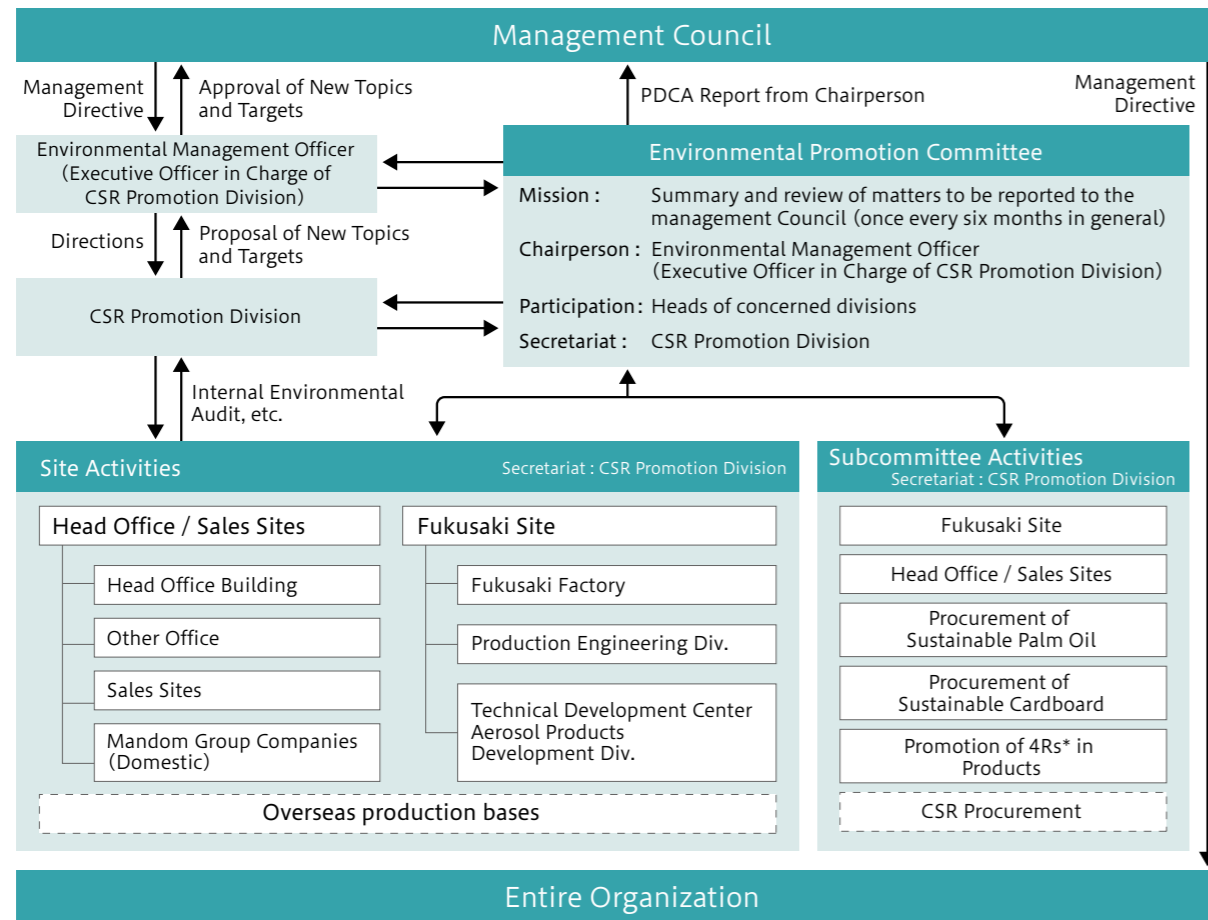 Management Council
Management
Directive
Approval of New Topics
and Targets
PDCA Report from Chairperson
Management
Directive
Environmental Management Officer
(Executive Officer in Charge of
CSR Promotion Division)
Directions
Proposal of New Topics
and Targets
CSR Promotion Division
Environmental Promotion Committee
Mission : Summary and review of matters to be reported to the
management Council (once every six months in general)
Chairperson : Environmental Management Officer
(Executive Officer in Charge of CSR Promotion Division)
Participation : Heads of concerned divisions
Secretariat : CSR Promotion Division
Internal Environmental
Audit, etc.
Site Activities
Secretariat : CSR Promotion Division
Head Office / Sales Sites
Head Office Building
Other Office
Sales Sites
Mandom Group Companies
(Domestic)
Fukusaki Site
Fukusaki Factory
Production Engineering Div.
Technical Development Center
Aerosol Products
Development Div.
Overseas production bases
Subcommittee Activities
Secretariat : CSR Promotion Division
Fukusaki Site
Head Office / Sales Sites
Procurement of
Sustainable Palm Oil
Procurement of
Sustainable Cardboard
Promotion of 4Rs* in
Products
CSR Procurement
Entire Organization